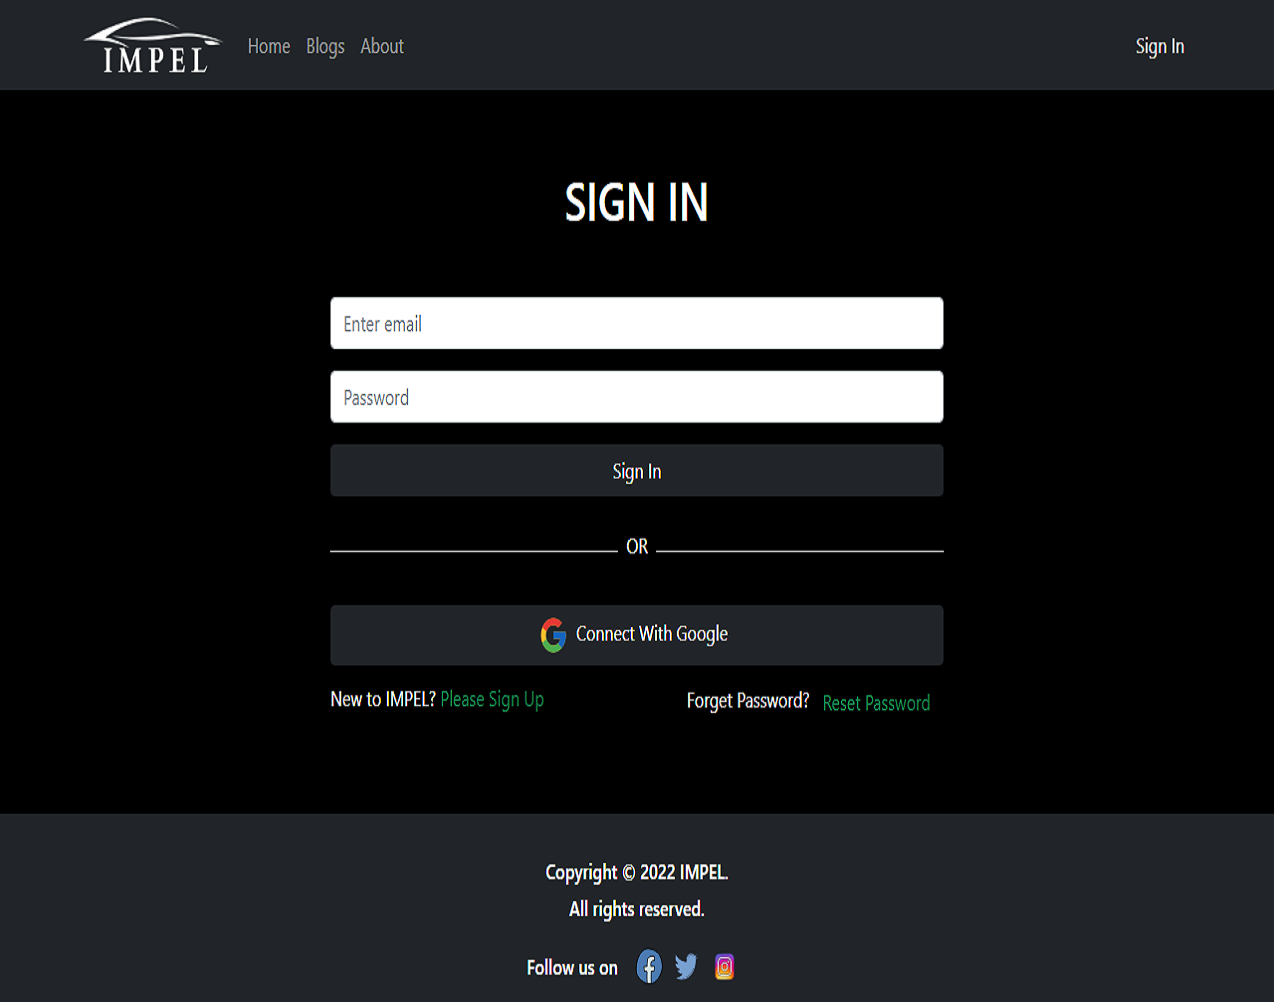 IMPEL Home Blogs About Sign In
SIGN IN
Enter email
Password
Sign In
OR
Connect With Google
New to IMPEL? Please Sign Up Forget Password? Reset Password
Copyright © 2022 IMPEL.
All rights reserved.
Follow us on